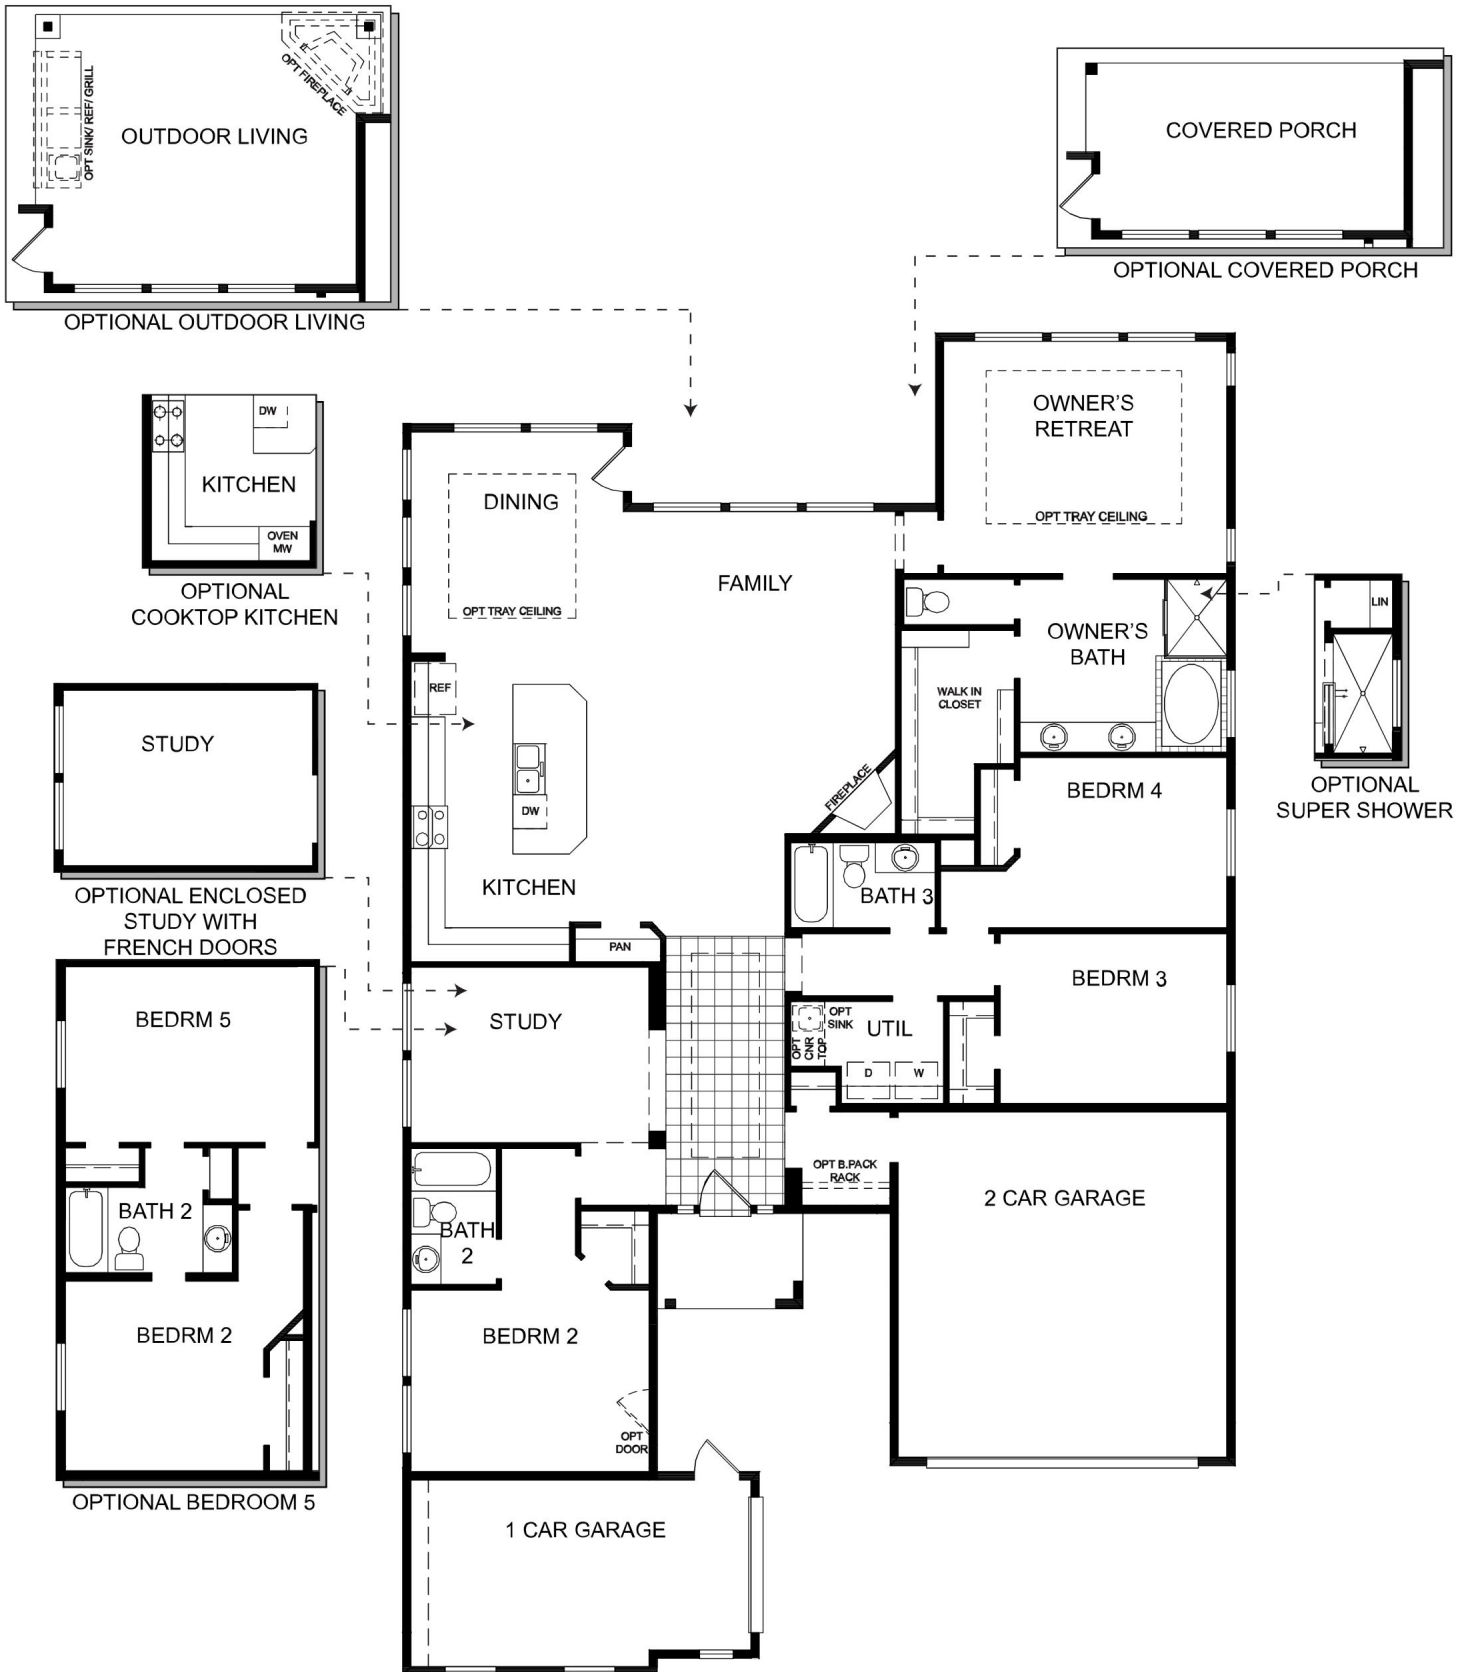 OPT SINK/ REF/ GRILL
OPT FIREPLACE
OUTDOOR LIVING
OPTIONAL OUTDOOR LIVING
COVERED PORCH
OPTIONAL COVERED PORCH
DW
KITCHEN
OVEN
MW
OPTIONAL
COOKTOP KITCHEN
STUDY
OPTIONAL ENCLOSED
STUDY WITH
FRENCH DOORS
BEDRM 5
BATH 2
BEDRM 2
OPTIONAL BEDROOM 5
DINING
OPT TRAY CEILING
FAMILY
OWNER'S
RETREAT
OPT TRAY CEILING
OWNER'S
BATH
WALK IN
CLOSET
LIN
OPTIONAL
SUPER SHOWER
REF
DW
KITCHEN
PAN
FIREPLACE
BEDRM 4
BATH 3
BEDRM 3
STUDY
OPT
SINK
OPT
CNR
TOP
UTIL
D
W
OPT B.PACK
RACK
2 CAR GARAGE
BATH
2
BEDRM 2
OPT
DOOR
1 CAR GARAGE